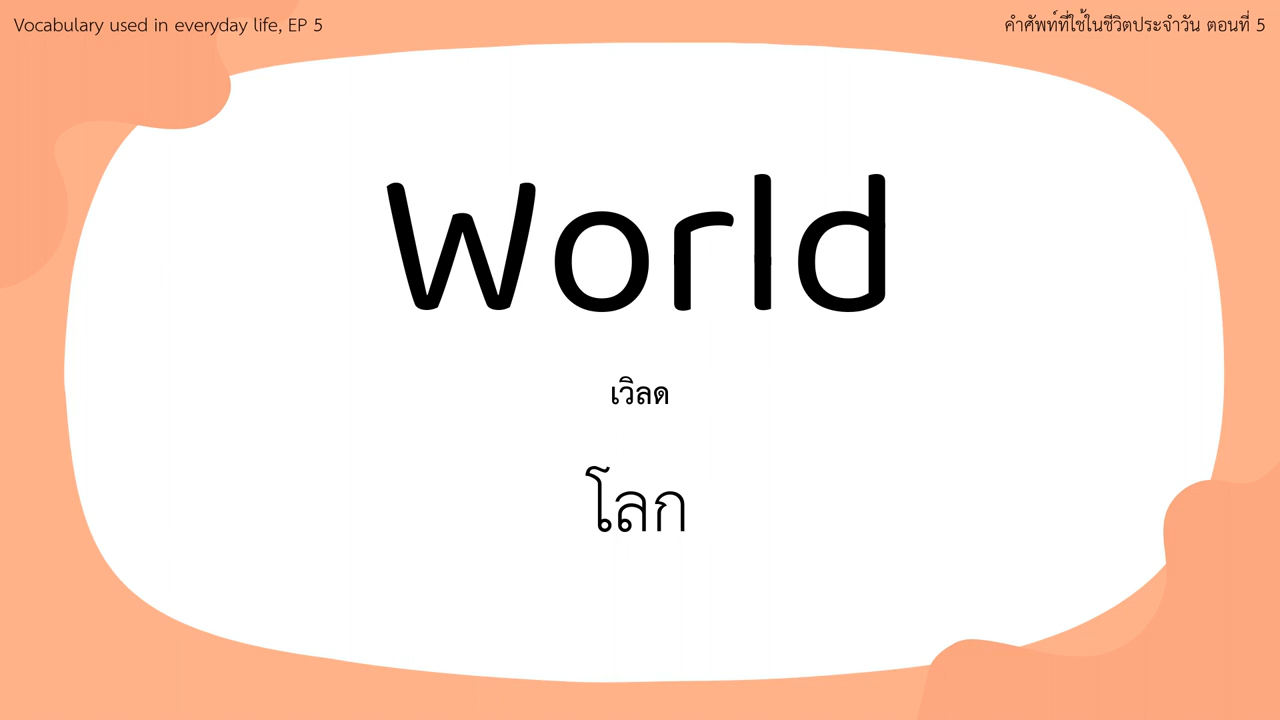 Vocabulary used in everyday life, EP 5
คำศัพท์ที่ใช้ในชีวิตประจำวัน ตอนที่ 5
World
เวิลด
โลก